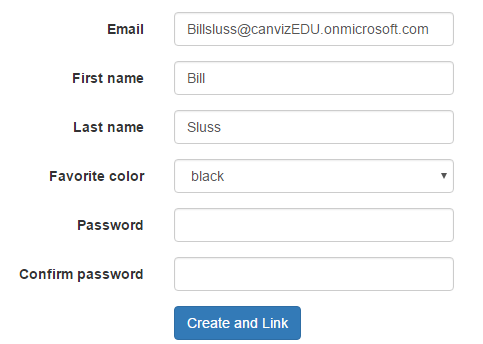 Email Billsluss@canvizEDU.onmicrosoft.com
First name Bill
Last name Sluss
Favorite color black
Password
Confirm password
Create and Link